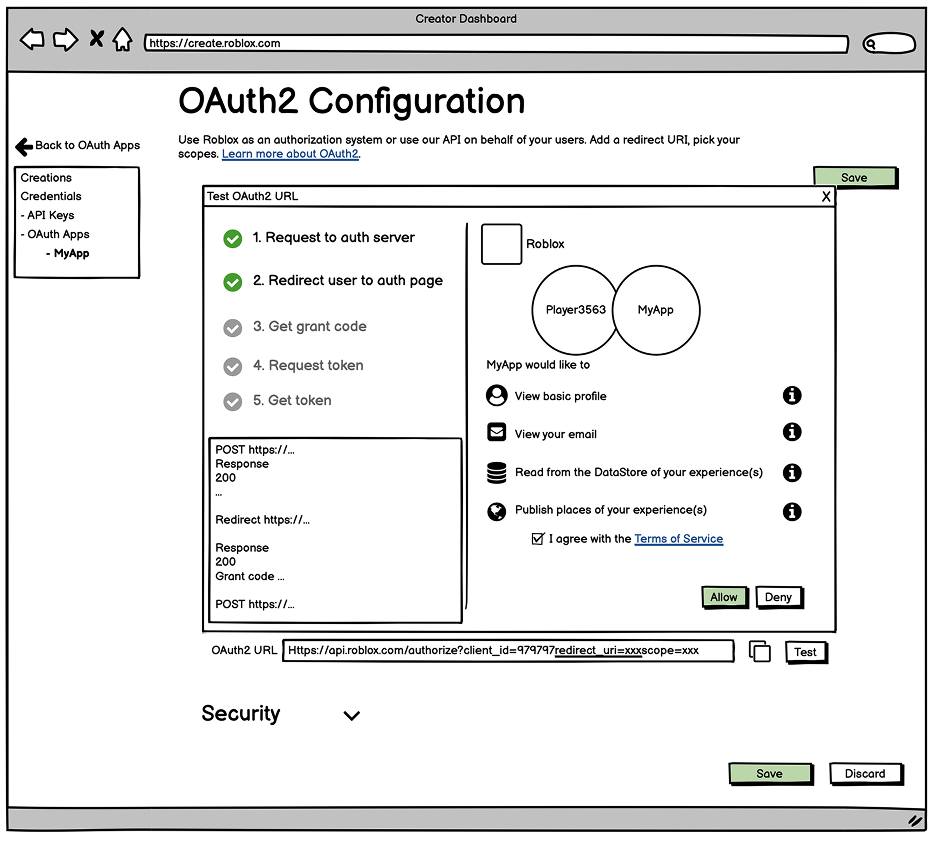 Creator Dashboard
https://create.roblox.com
OAuth2 Configuration
Use Roblox as an authorization system or use our API on behalf of your users. Add a redirect URI, pick your
scopes. Learn more about OAuth2.
Back to OAuth Apps
Creations
Credentials
- API Keys
- OAuth Apps
- MyApp
Save
Test OAuth2 URL
X
1. Request to auth server
2. Redirect user to auth page
3. Get grant code
4. Request token
5. Get token
POST https://...
Response
200
...
Redirect https://...
Response
200
Grant code ...
POST https://...
Roblox
Player3563
MyApp
MyApp would like to
View basic profile
View your email
Read from the DataStore of your experience(s)
Publish places of your experience(s)
I agree with the Terms of Service
Allow
Deny
OAuth2 URL
Https://api.roblox.com/authorize?client_id=979797redirect_uri=xxxscope=xxx
Test
Security
Save
Discard